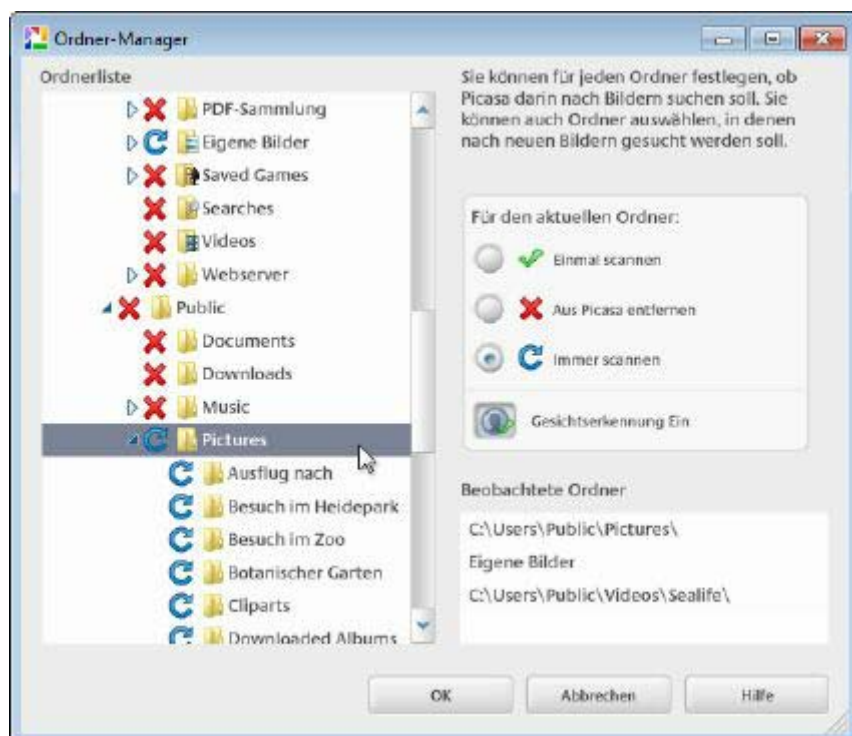 Ordner-Manager
Ordnerliste
PDF-Sammlung
Eigene Bilder
Saved Games
Searches
Videos
Webserver
Public
Documents
Downloads
Music
Pictures
Ausflug nach
Besuch im Heidepark
Besuch im Zoo
Botanischer Garten
Cliparts
Downloaded Albums
Sie können für jeden Ordner festlegen, ob
Picasa darin nach Bildern suchen soll. Sie
können auch Ordner auswählen, in denen
nach neuen Bildern gesucht werden soll.
Für den aktuellen Ordner:
Einmal scannen
Aus Picasa entfernen
Immer scannen
Gesichtserkennung Ein
Beobachtete Ordner
C:\Users\Public\Pictures\
Eigene Bilder
C:\Users\Public\Videos\Sealife\
OK
Abbrechen
Hilfe